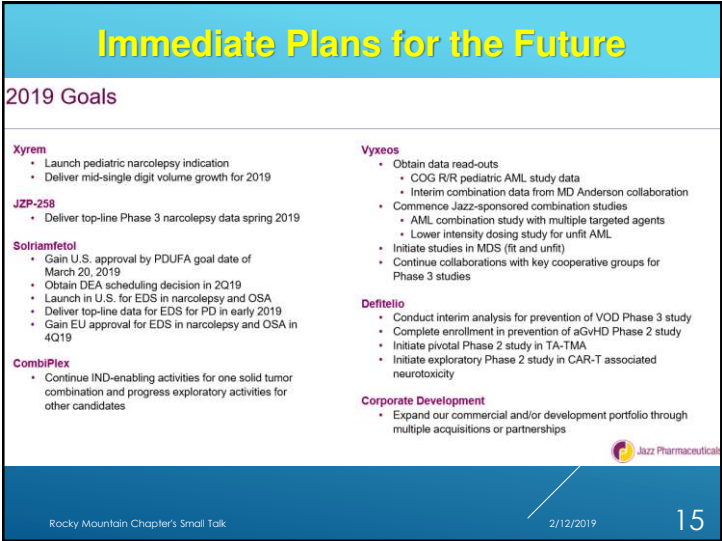 Immediate Plans for the Future
2019 Goals
Xyrem
• Launch pediatric narcolepsy indication
• Deliver mid-single digit volume growth for 2019
JZP-258
• Deliver top-line Phase 3 narcolepsy data spring 2019
Solriamfetol
• Gain U.S. approval by PDUFA goal date of
March 20, 2019
• Obtain DEA scheduling decision in 2Q19
• Launch in U.S. for EDS in narcolepsy and OSA
• Deliver top-line data for EDS for PD in early 2019
• Gain EU approval for EDS in narcolepsy and OSA in
4Q19
CombiPlex
• Continue IND-enabling activities for one solid tumor
combination and progress exploratory activities for
other candidates
Vyxeos
• Obtain data read-outs
• COG R/R pediatric AML study data
• Interim combination data from MD Anderson collaboration
• Commence Jazz-sponsored combination studies
• AML combination study with multiple targeted agents
• Lower intensity dosing study for unfit AML
• Initiate studies in MDS (fit and unfit)
• Continue collaborations with key cooperative groups for
Phase 3 studies
Defitelio
• Conduct interim analysis for prevention of VOD Phase 3 study
• Complete enrollment in prevention of aGvHD Phase 2 study
• Initiate pivotal Phase 2 study in TA-TMA
• Initiate exploratory Phase 2 study in CAR-T associated
neurotoxicity
Corporate Development
• Expand our commercial and/or development portfolio through
multiple acquisitions or partnerships
Jazz Pharmaceuticals
Rocky Mountain Chapter's Small Talk
2/12/2019
15